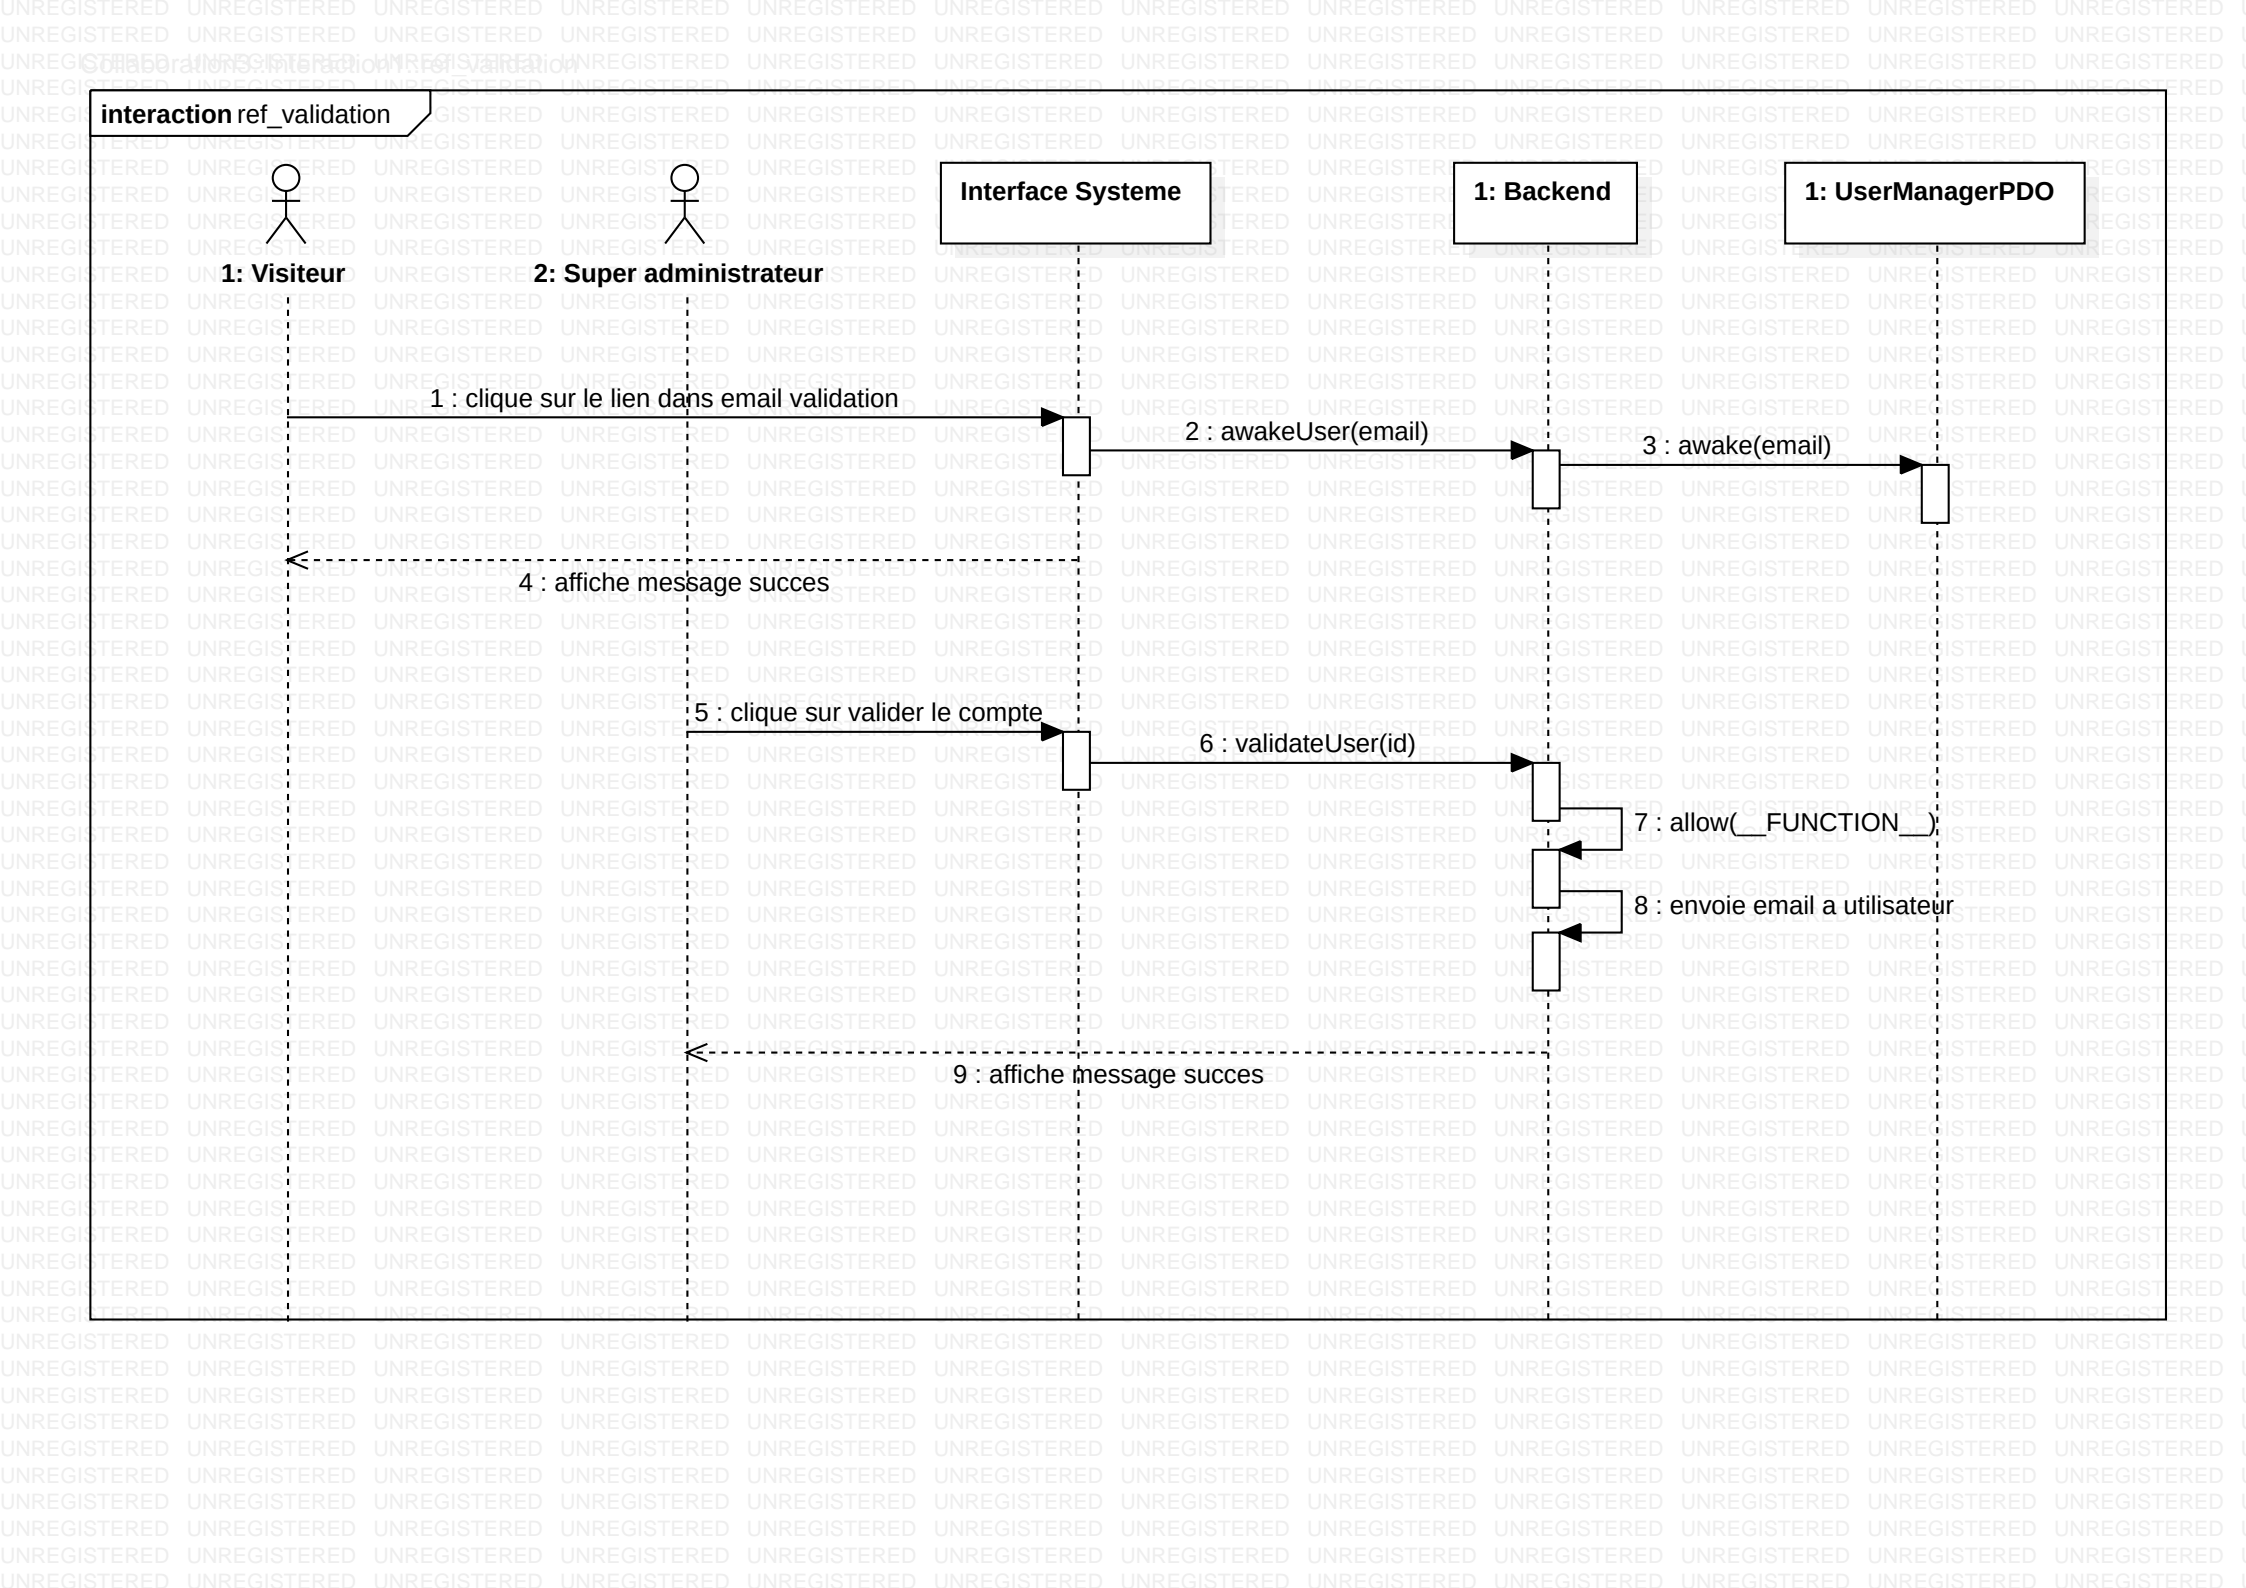 Collaboration3::Interaction1::ref_validation
interaction ref_validation
1: Visiteur
2: Super administrateur
Interface Systeme
1: Backend
1: UserManagerPDO
1 : clique sur le lien dans email validation
2 : awakeUser(email)
3 : awake(email)
4 : affiche message succes
5 : clique sur valider le compte
6 : validateUser(id)
7 : allow(__FUNCTION__)
8 : envoie email a utilisateur
9 : affiche message succes
UNREGISTERED